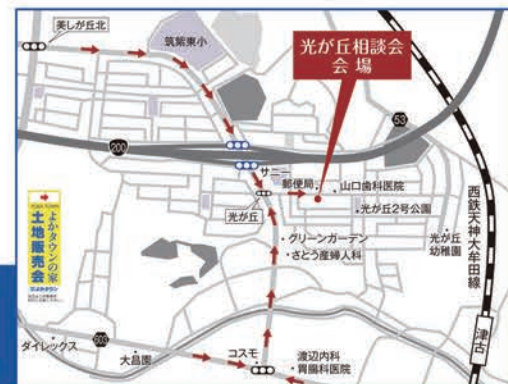 美しが丘北
筑紫東小
光が丘相談会
会場
53
200
サニー
郵便局
山口歯科医院
光が丘
光が丘2号公園
西鉄天神大牟田線
よかタウンの家
土地販売会
グリーンガーデン
さとう産婦人科
光が丘
幼稚園
603
津古
ダイレックス
大昌園
コスモ
渡辺内科
胃腸科医院